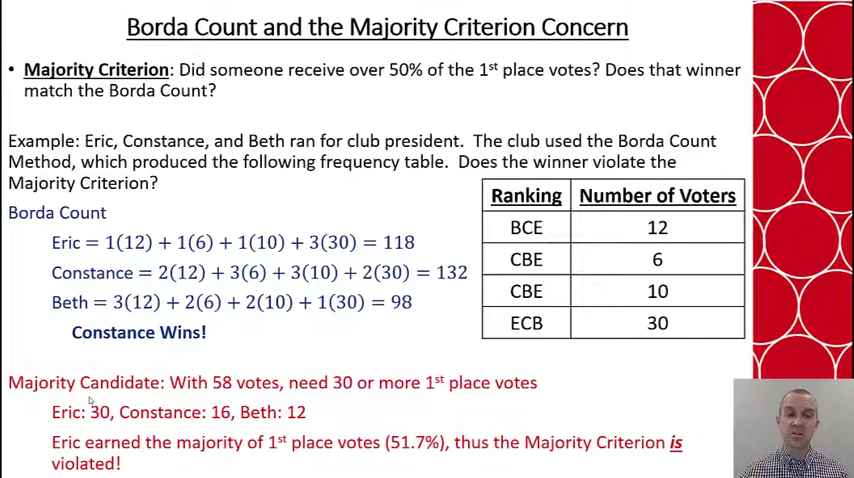 Borda Count and the Majority Criterion Concern
• Majority Criterion: Did someone receive over 50% of the 1st place votes? Does that winner
match the Borda Count?
Example: Eric, Constance, and Beth ran for club president. The club used the Borda Count
Method, which produced the following frequency table. Does the winner violate the
Majority Criterion?
Borda Count
Eric = 1(12) + 1(6) + 1(10) + 3(30) = 118
Constance = 2(12) + 3(6) + 3(10) + 2(30) = 132
Beth = 3(12) + 2(6) + 2(10) + 1(30) = 98
Constance Wins!
Ranking Number of Voters
BCE 12
CBE 6
CBE 10
ECB 30
Majority Candidate: With 58 votes, need 30 or more 1st place votes
Eric: 30, Constance: 16, Beth: 12
Eric earned the majority of 1st place votes (51.7%), thus the Majority Criterion is
violated!